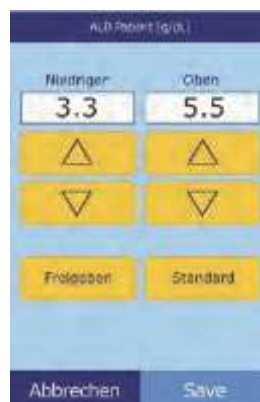 ALB Patient (g/dL)
Niedriger Oben
3.3 5.5
Freigeben Standard
Abbrechen Save